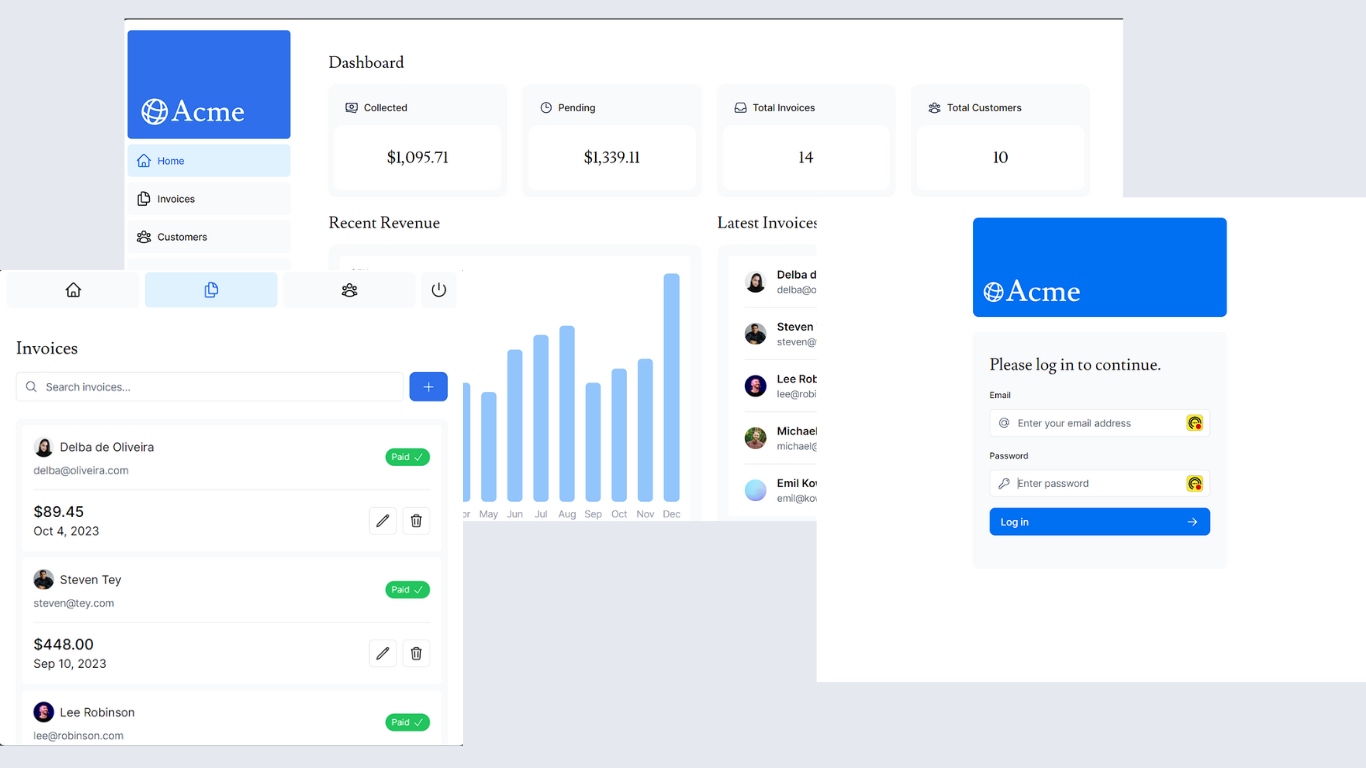 Acme
Home
Invoices
Customers
Dashboard
Collected
$1,095.71
Pending
$1,339.11
Total Invoices
14
Total Customers
10
Recent Revenue
May Jun Jul Aug Sep Oct Nov Dec
Latest Invoices
Delba d
delba@o
Steven
steven@
Lee Rob
lee@robi
Michael
michael@
Emil Kov
emil@kov
Invoices
Search invoices...
Delba de Oliveira
delba@oliveira.com
Paid
$89.45
Oct 4, 2023
Steven Tey
steven@tey.com
Paid
$448.00
Sep 10, 2023
Lee Robinson
lee@robinson.com
Paid
Acme
Please log in to continue.
Email
Enter your email address
Password
Enter password
Log in